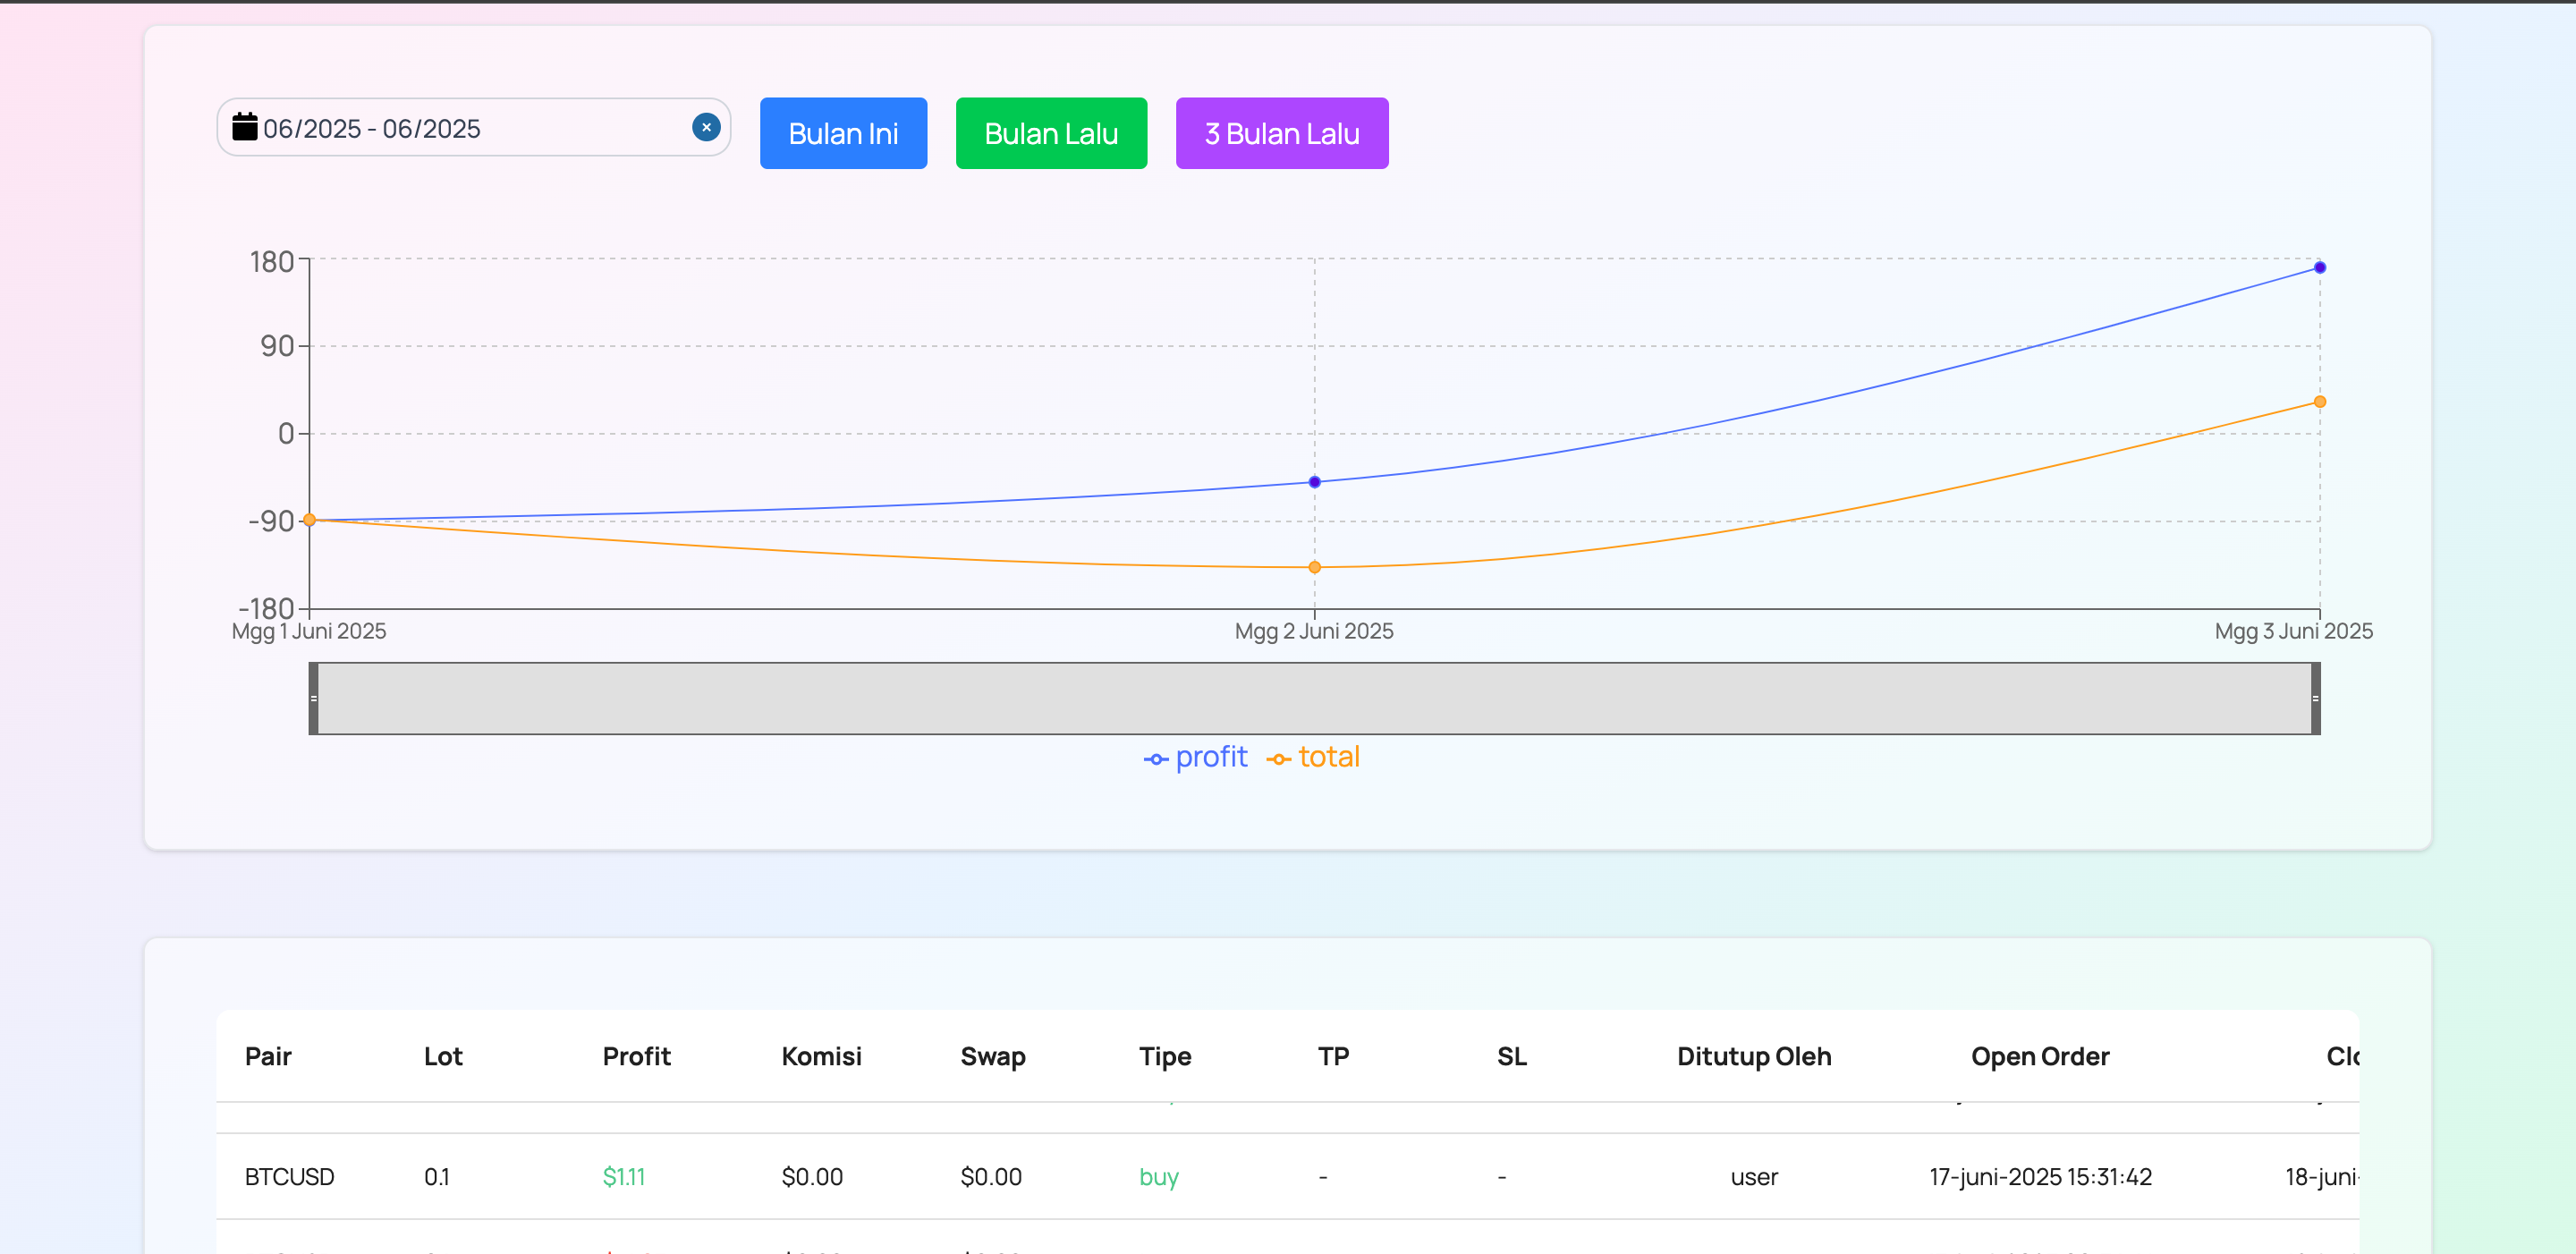 06/2025 - 06/2025
Bulan Ini
Bulan Lalu
3 Bulan Lalu
180
90
0
-90
-180
Mgg 1 Juni 2025
Mgg 2 Juni 2025
Mgg 3 Juni 2025
profit
total
Pair Lot Profit Komisi Swap Tipe TP SL Ditutup Oleh Open Order Clo
BTCUSD 0.1 $1.11 $0.00 $0.00 buy - - user 17-juni-2025 15:31:42 18-juni-